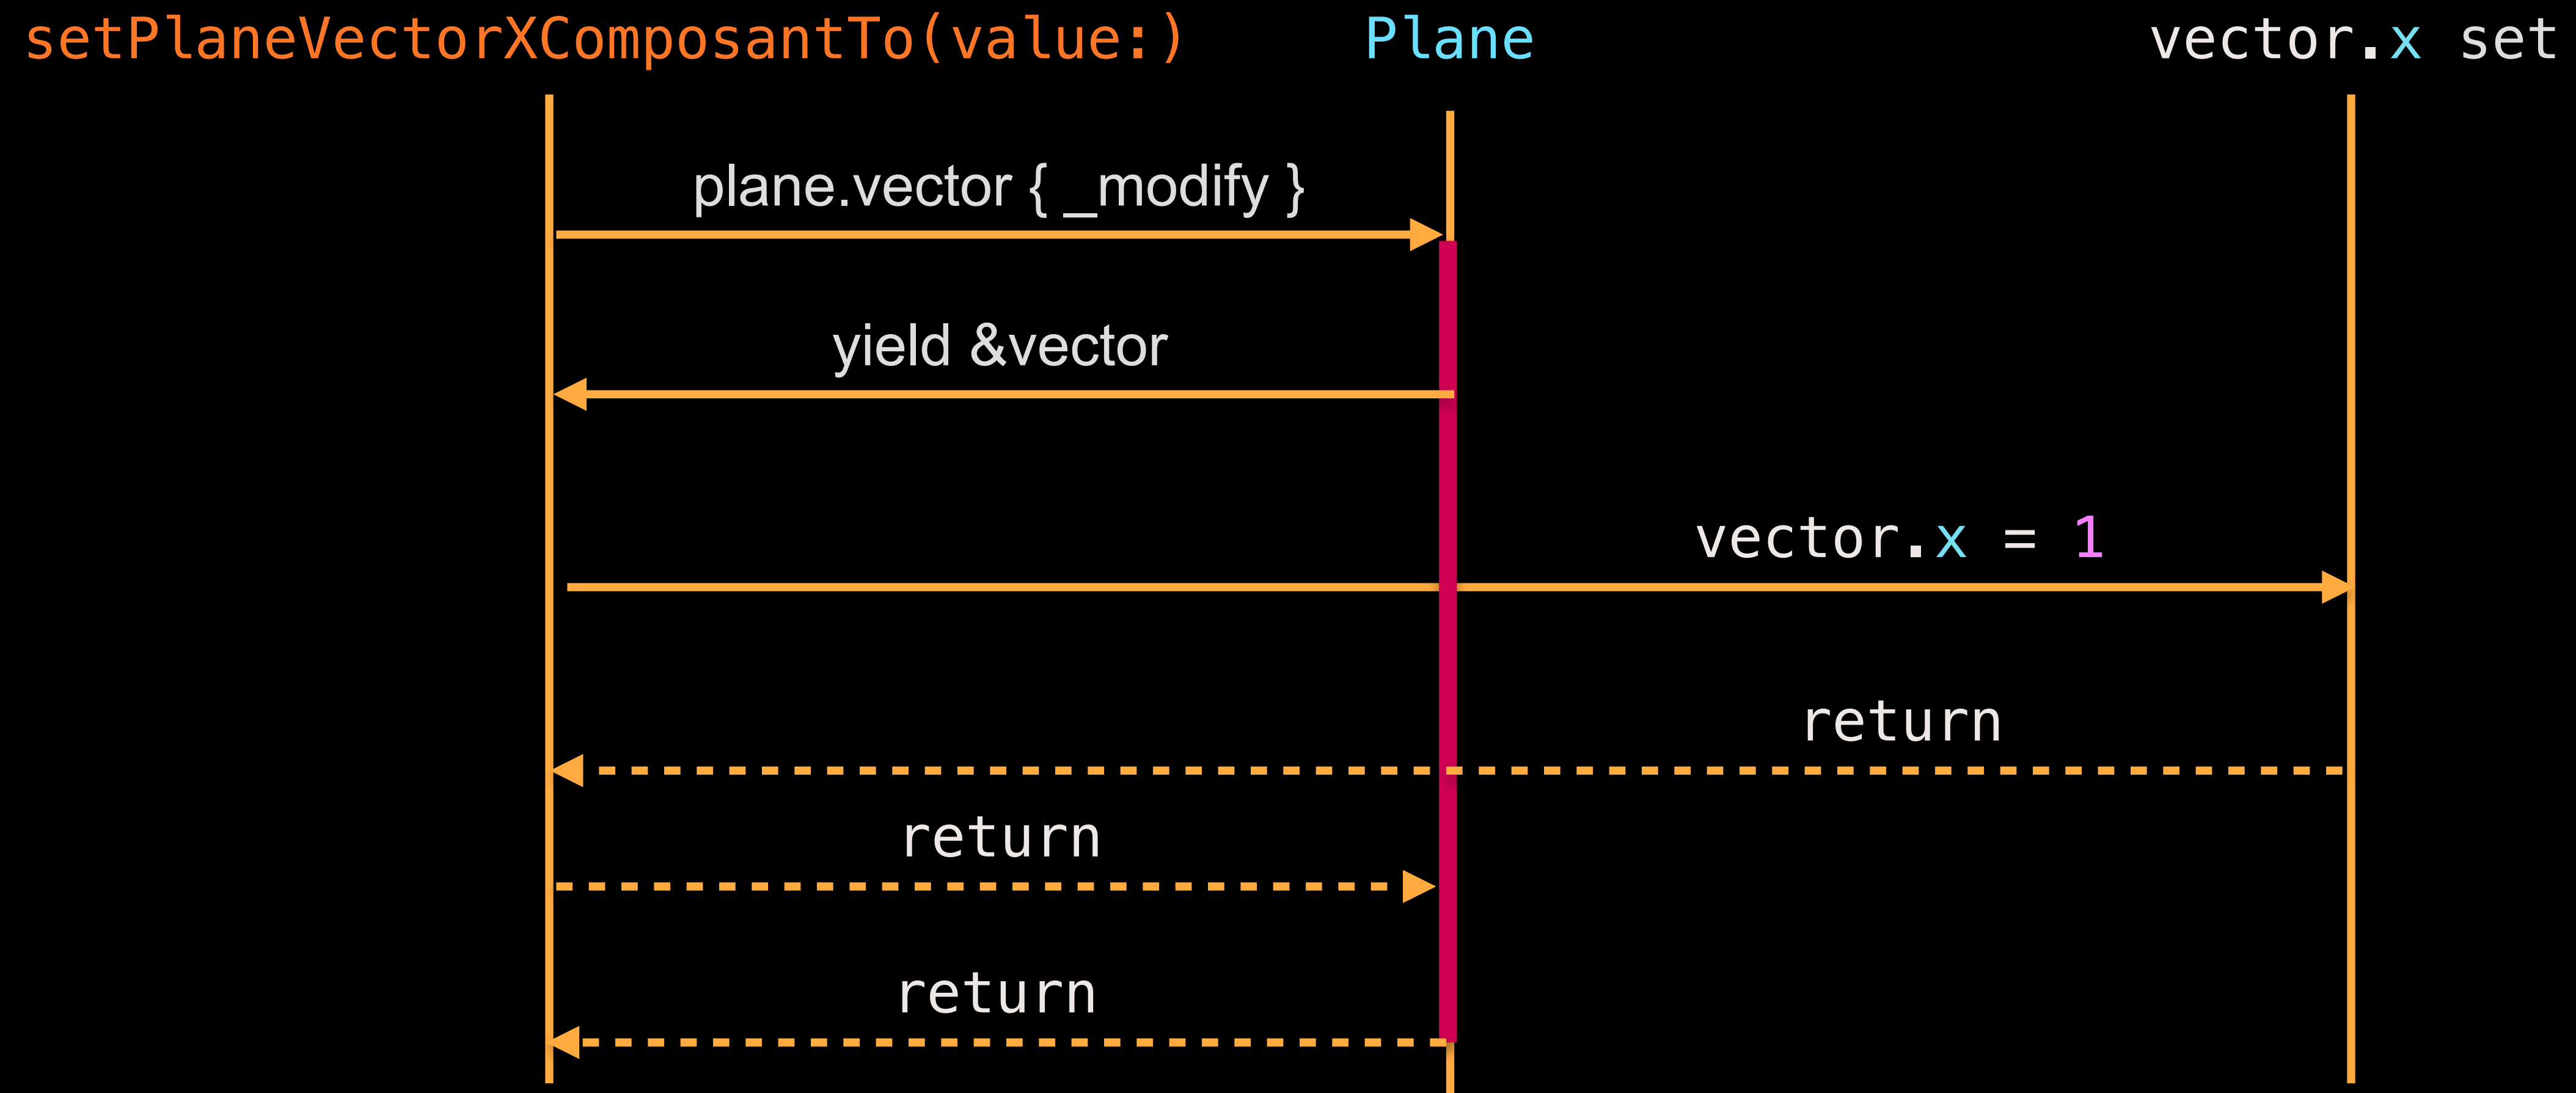 setPlaneVectorXComposantTo(value:) Plane vector.x set
plane.vector { _modify }
yield &vector
vector.x = 1
return
return
return